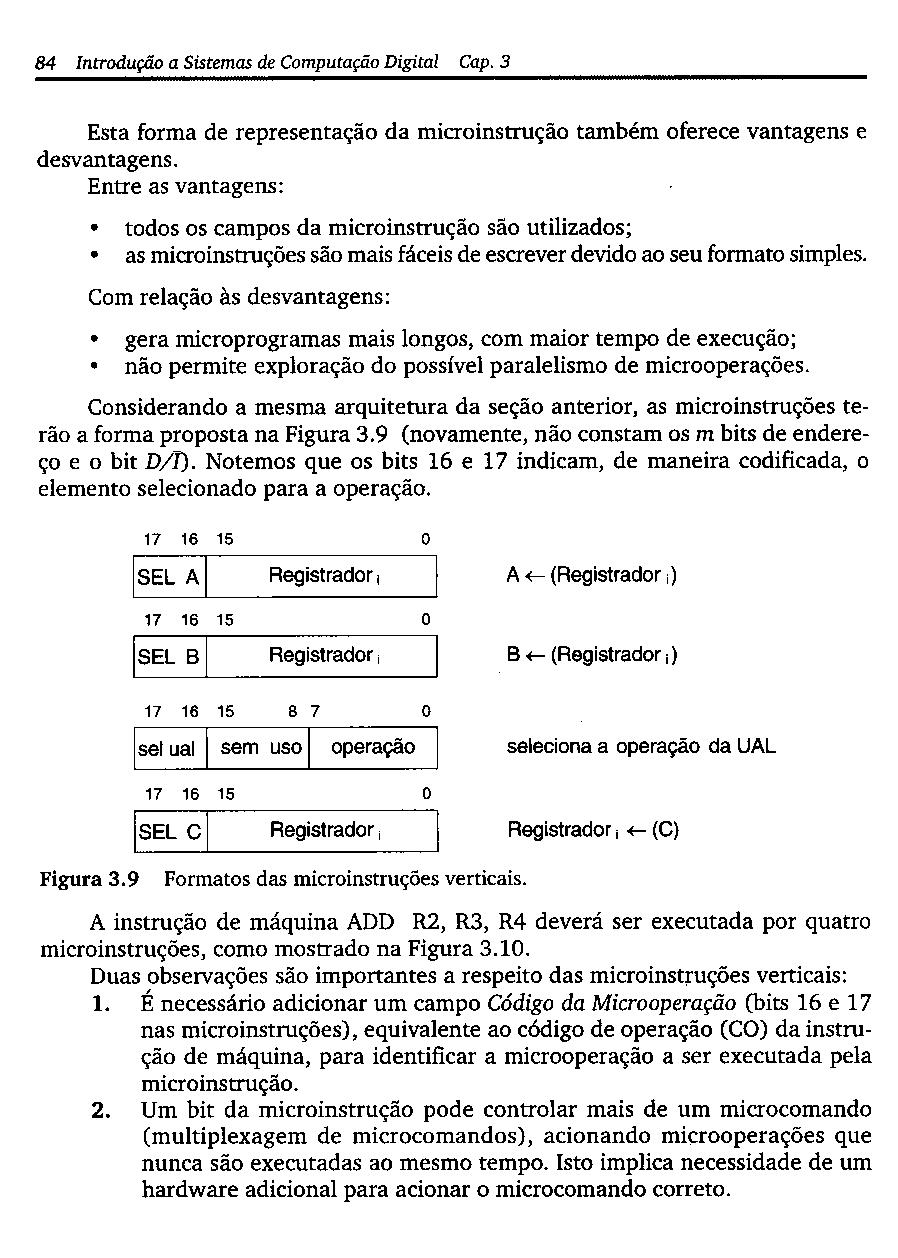 84 Introdução a Sistemas de Computação Digital Cap. 3
Esta forma de representação da microinstrução também oferece vantagens e
desvantagens.
Entre as vantagens:
• todos os campos da microinstrução são utilizados;
• as microinstruções são mais fáceis de escrever devido ao seu formato simples.
Com relação às desvantagens:
• gera microprogramas mais longos, com maior tempo de execução;
• não permite exploração do possível paralelismo de microoperações.
Considerando a mesma arquitetura da seção anterior, as microinstruções te-
rão a forma proposta na Figura 3.9 (novamente, não constam os m bits de endere-
ço e o bit D/Ī). Notemos que os bits 16 e 17 indicam, de maneira codificada, o
elemento selecionado para a operação.
17 16 15 0
SEL A Registrador i A ← (Registrador i)
17 16 15 0
SEL B Registrador i B ← (Registrador i)
17 16 15 8 7 0
sel ual sem uso operação seleciona a operação da UAL
17 16 15 0
SEL C Registrador i Registrador i ← (C)
Figura 3.9 Formatos das microinstruções verticais.
A instrução de máquina ADD R2, R3, R4 deverá ser executada por quatro
microinstruções, como mostrado na Figura 3.10.
Duas observações são importantes a respeito das microinstruções verticais:
1. É necessário adicionar um campo Código da Microoperação (bits 16 e 17
nas microinstruções), equivalente ao código de operação (CO) da instru-
ção de máquina, para identificar a microoperação a ser executada pela
microinstrução.
2. Um bit da microinstrução pode controlar mais de um microcomando
(multiplexagem de microcomandos), acionando microoperações que
nunca são executadas ao mesmo tempo. Isto implica necessidade de um
hardware adicional para acionar o microcomando correto.